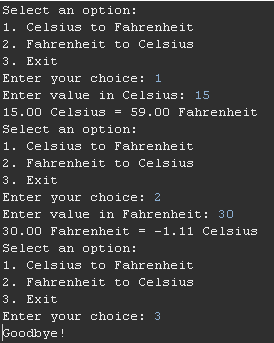 Select an option:
1. Celsius to Fahrenheit
2. Fahrenheit to Celsius
3. Exit
Enter your choice: 1
Enter value in Celsius: 15
15.00 Celsius = 59.00 Fahrenheit
Select an option:
1. Celsius to Fahrenheit
2. Fahrenheit to Celsius
3. Exit
Enter your choice: 2
Enter value in Fahrenheit: 30
30.00 Fahrenheit = -1.11 Celsius
Select an option:
1. Celsius to Fahrenheit
2. Fahrenheit to Celsius
3. Exit
Enter your choice: 3
Goodbye!